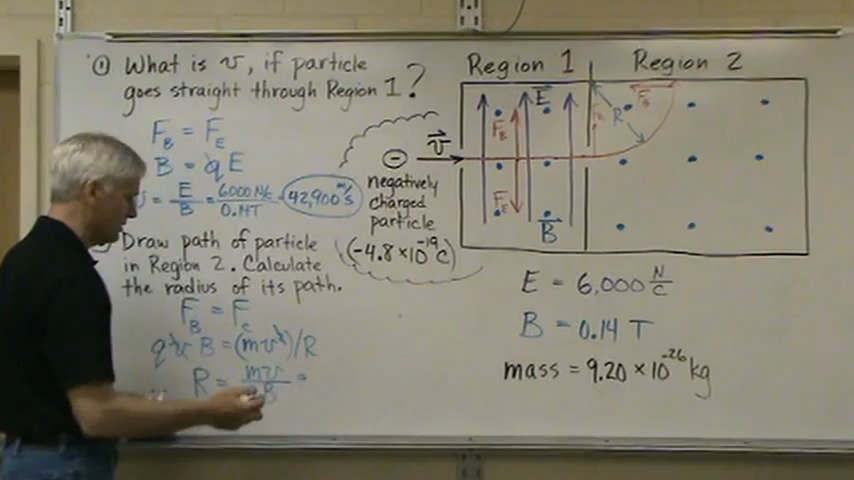 ① What is v, if particle
goes straight through Region 1?
F_B = F_E
B = qE
= E/B = 6000 N/C / 0.14T = 42,900 m/s
Draw path of particle
in Region 2. Calculate
the radius of its path.
F_B = F_C
qvB = (mv²)/R
R = mv / B =
v
negatively
charged
particle
(-4.8×10⁻¹⁹C)
Region 1
Region 2
E
F_B
F_E
B
R
F_B
E = 6,000 N/C
B = 0.14 T
mass = 9.20 × 10⁻²⁶ kg